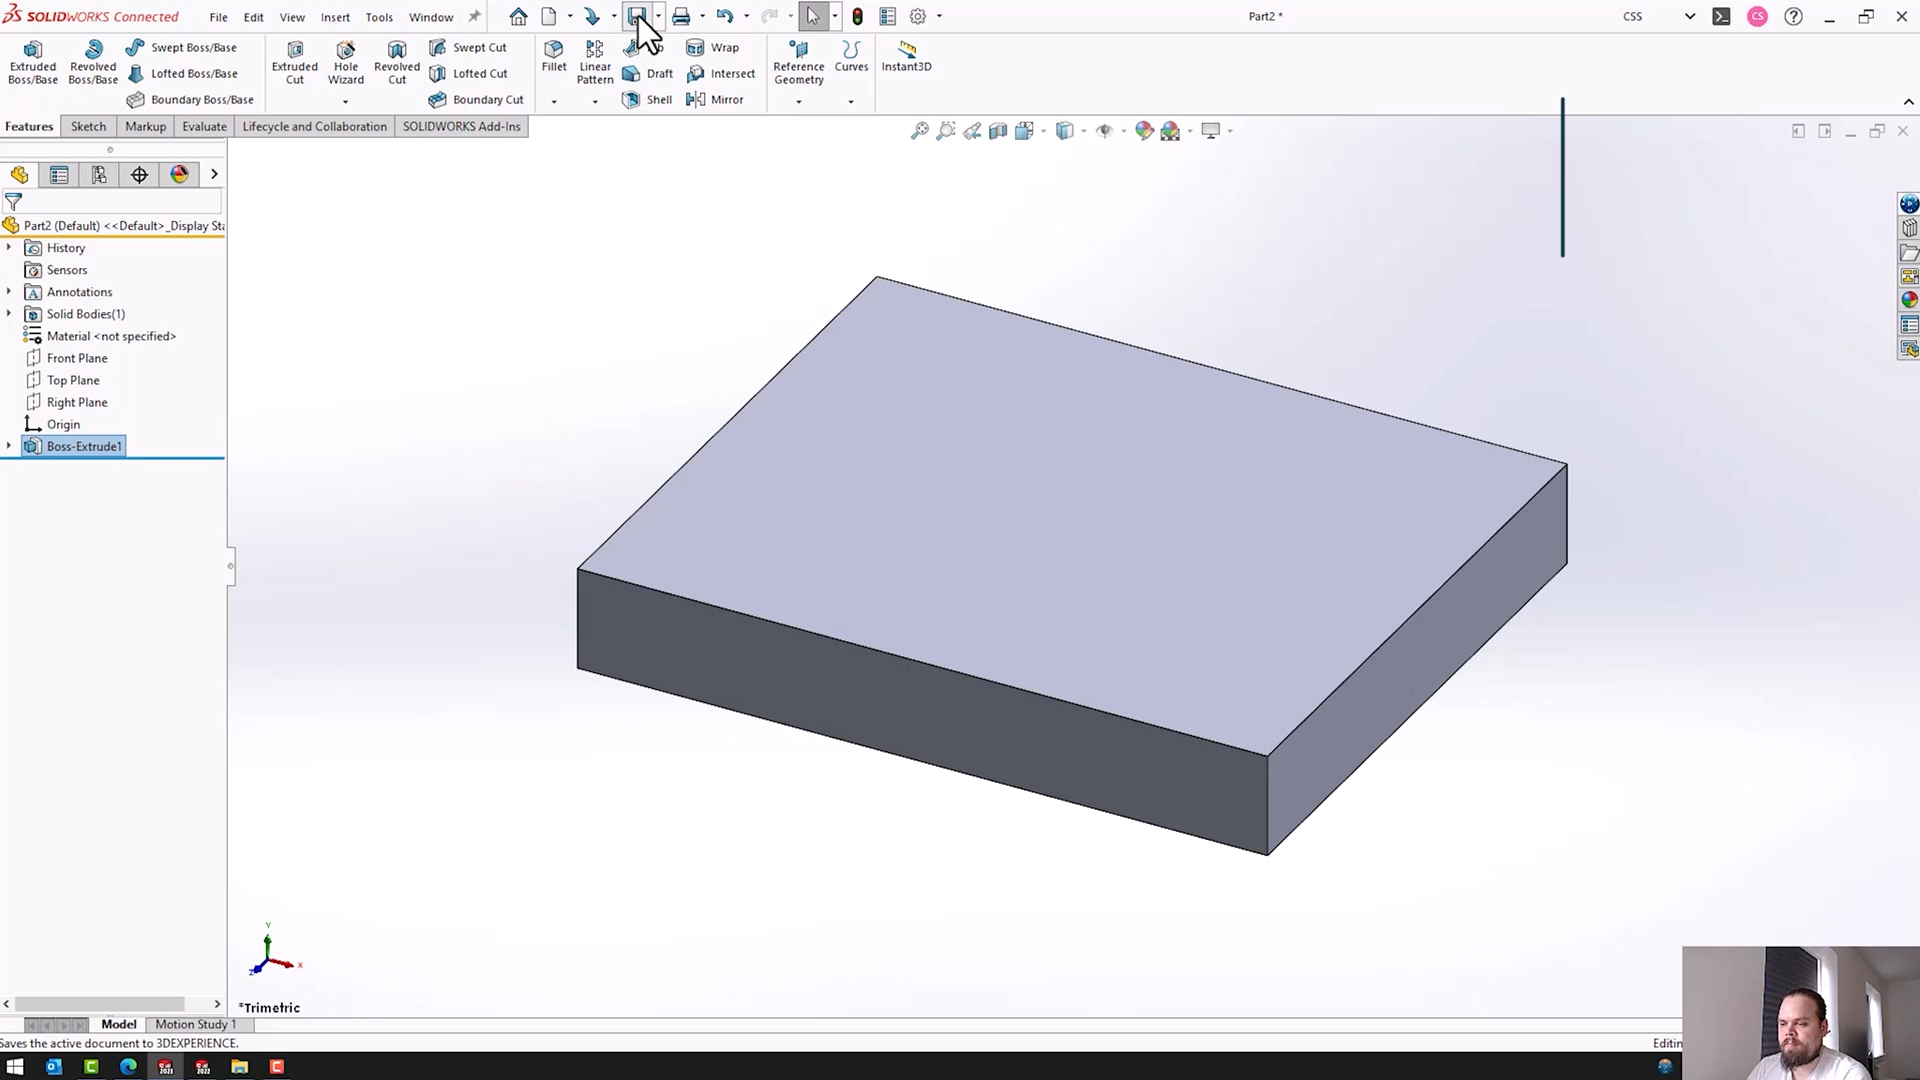 SOLIDWORKS Connected
File Edit View Insert Tools Window
Part2 *
CSS
CS
Extruded Boss/Base
Revolved Boss/Base
Swept Boss/Base
Lofted Boss/Base
Boundary Boss/Base
Extruded Cut
Hole Wizard
Revolved Cut
Swept Cut
Lofted Cut
Boundary Cut
Fillet
Linear Pattern
Draft
Shell
Wrap
Intersect
Mirror
Reference Geometry
Curves
Instant3D
Features Sketch Markup Evaluate Lifecycle and Collaboration SOLIDWORKS Add-Ins
Part2 (Default) <<Default>_Display Sta
History
Sensors
Annotations
Solid Bodies(1)
Material <not specified>
Front Plane
Top Plane
Right Plane
Origin
Boss-Extrude1
Y
X
Z
*Trimetric
Model Motion Study 1
Saves the active document to 3DEXPERIENCE.
Editin